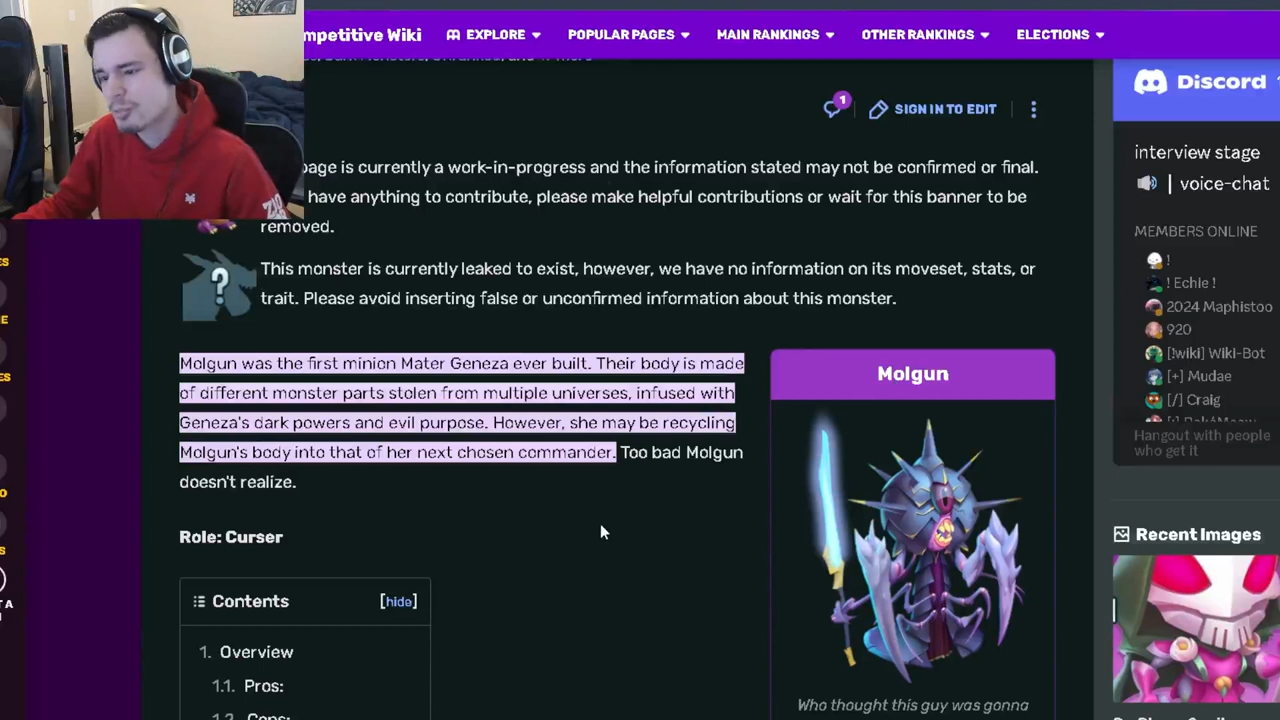 mpetitive Wiki EXPLORE POPULAR PAGES MAIN RANKINGS OTHER RANKINGS ELECTIONS
1 SIGN IN TO EDIT
page is currently a work-in-progress and the information stated may not be confirmed or final.
have anything to contribute, please make helpful contributions or wait for this banner to be
removed.
?
This monster is currently leaked to exist, however, we have no information on its moveset, stats, or
trait. Please avoid inserting false or unconfirmed information about this monster.
Molgun was the first minion Mater Geneza ever built. Their body is made
of different monster parts stolen from multiple universes, infused with
Geneza's dark powers and evil purpose. However, she may be recycling
Molgun's body into that of her next chosen commander. Too bad Molgun
doesn't realize.
Role: Curser
Contents [hide]
1. Overview
1.1. Pros:
1.2. Cons:
Molgun
Who thought this guy was gonna
Discord
interview stage
| voice-chat
MEMBERS ONLINE
!
! Echie !
2024 Maphistoo
920
[!wiki] Wiki-Bot
[+] Mudae
[/] Craig
Hangout with people
who get it
Recent Images